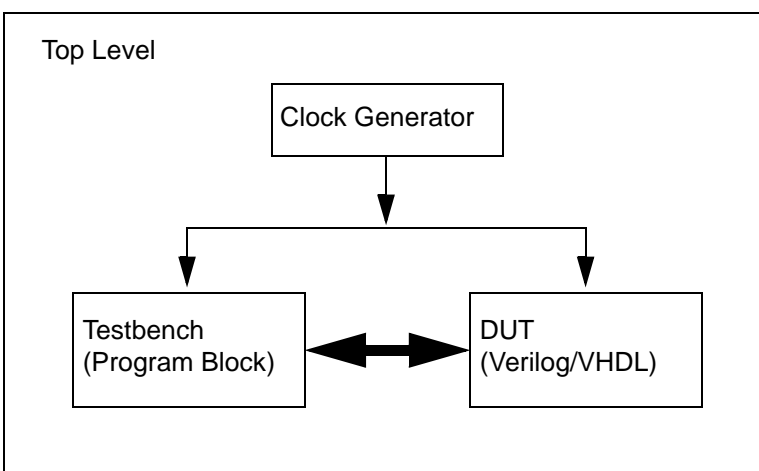 Top Level
Clock Generator
Testbench
(Program Block)
DUT
(Verilog/VHDL)